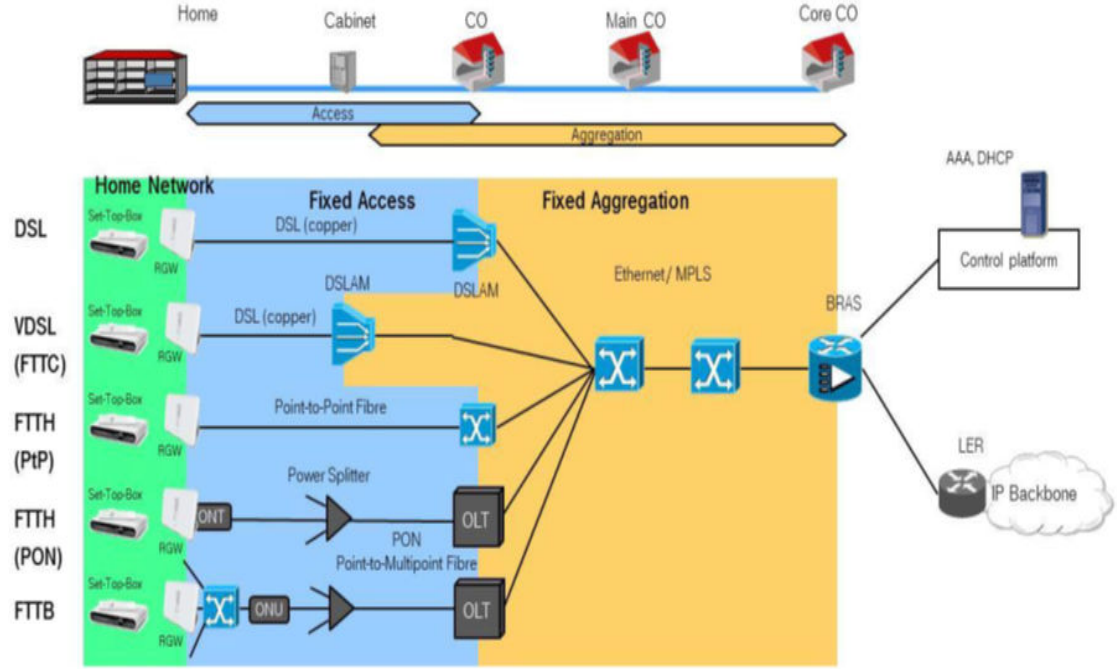 Home
Cabinet
CO
Main CO
Core CO
Access
Aggregation
AAA, DHCP
Control platform
Home Network
Fixed Access
Fixed Aggregation
DSL
Set-Top-Box
RGW
DSL (copper)
DSLAM
Ethernet / MPLS
BRAS
VDSL
(FTTC)
Set-Top-Box
RGW
DSL (copper)
DSLAM
FTTH
(PtP)
Set-Top-Box
RGW
Point-to-Point Fibre
LER
IP Backbone
FTTH
(PON)
Set-Top-Box
RGW
ONT
Power Splitter
OLT
PON
Point-to-Multipoint Fibre
FTTB
Set-Top-Box
RGW
ONU
OLT